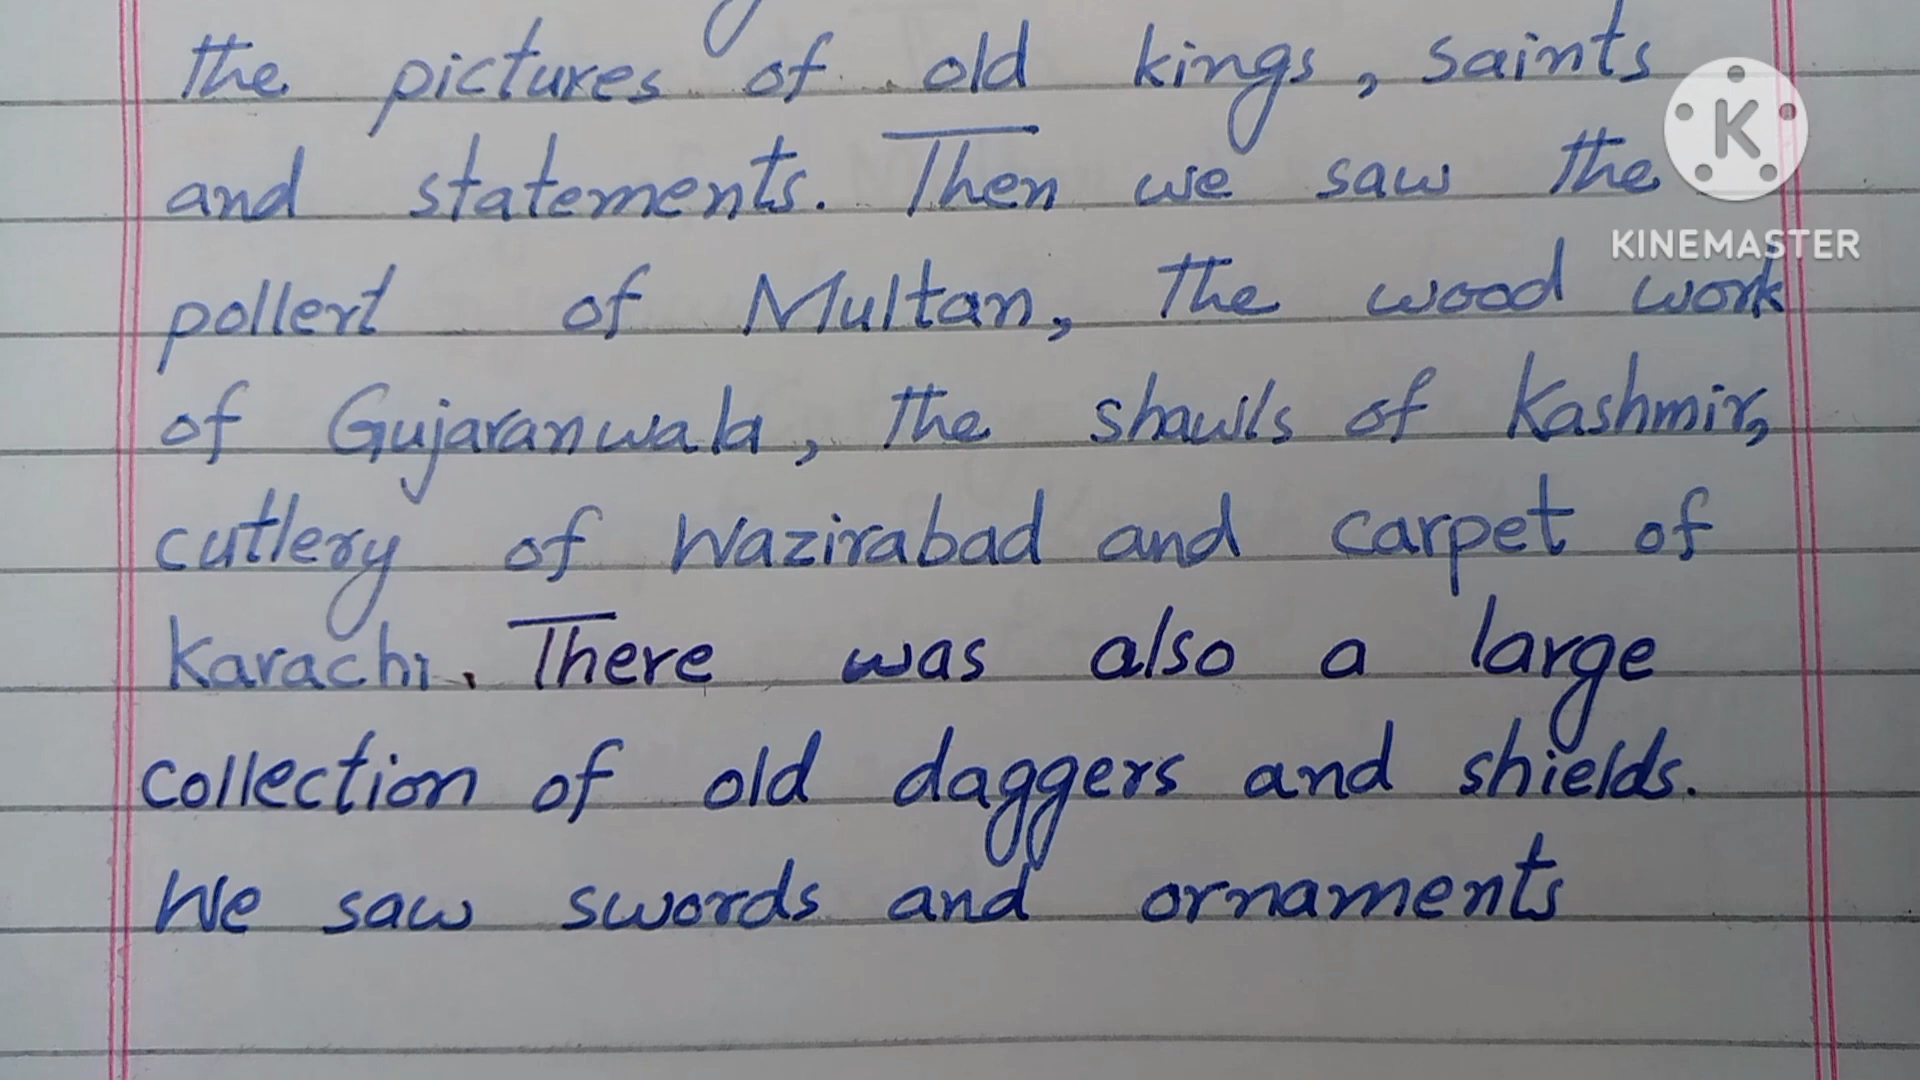 the pictures of old kings, saints
and statements. Then we saw the
pollert of Multan, the wood work
of Gujaranwala, the shawls of Kashmir,
cutlery of Wazirabad and carpet of
Karachi. There was also a large
collection of old daggers and shields.
We saw swords and ornaments
K
KINEMASTER